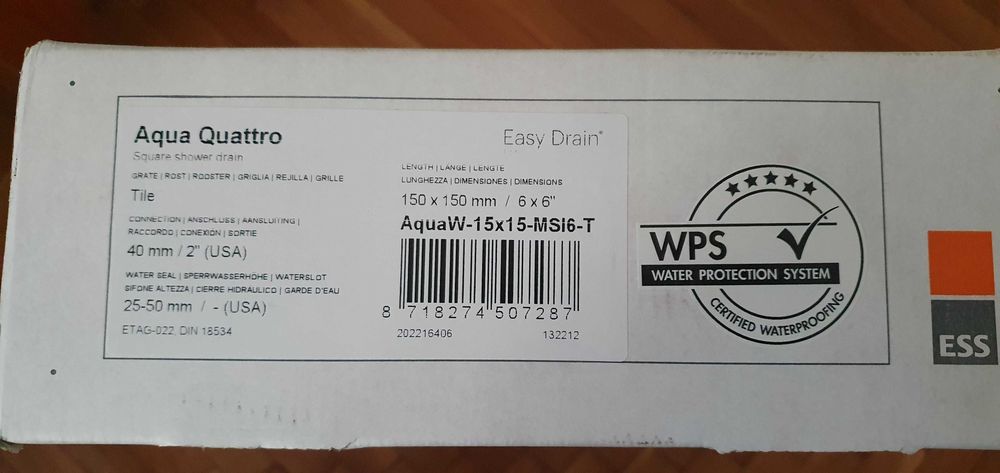 Aqua Quattro
Square shower drain
GRATE | ROST | ROOSTER | GRIGLIA | REJILLA | GRILLE
Tile
CONNECTION | ANSCHLUSS | AANSLUITING |
RACCORDO | CONEXION | SORTIE
40 mm / 2" (USA)
WATER SEAL | SPERRWASSERHÖHE | WATERSLOT
SIFONE ALTEZZA | CIERRE HIDRAULICO | GARDE D'EAU
25-50 mm / - (USA)
ETAG-022, DIN 18534
Easy Drain®
LENGTH | LÄNGE | LENGTE
LUNGHEZZA | DIMENSIONES | DIMENSIONS
150 x 150 mm / 6 x 6"
AquaW-15x15-MSI6-T
8 718274 507287
202216406 132212
WPS
WATER PROTECTION SYSTEM
CERTIFIED WATERPROOFING
ESS